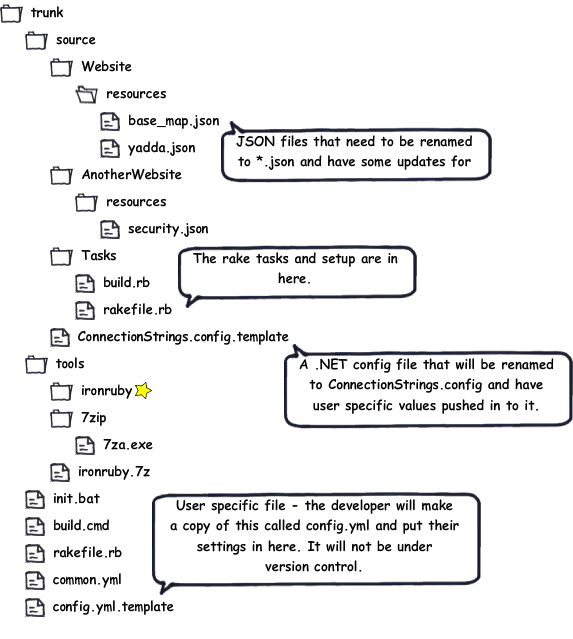 trunk
source
Website
resources
base_map.json
JSON files that need to be renamed
to *.json and have some updates for
yadda.json
AnotherWebsite
resources
security.json
Tasks
The rake tasks and setup are in
here.
build.rb
rakefile.rb
ConnectionStrings.config.template
A .NET config file that will be renamed
to ConnectionStrings.config and have
user specific values pushed in to it.
tools
ironruby
7zip
7za.exe
ironruby.7z
init.bat
User specific file - the developer will make
a copy of this called config.yml and put their
settings in here. It will not be under
version control.
build.cmd
rakefile.rb
common.yml
config.yml.template